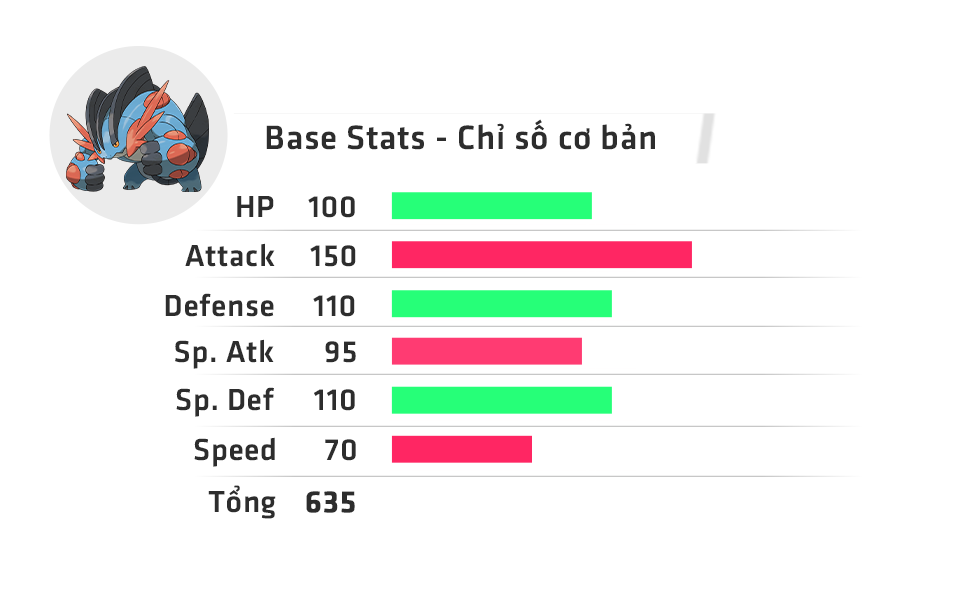 Base Stats - Chỉ số cơ bản
HP 100
Attack 150
Defense 110
Sp. Atk 95
Sp. Def 110
Speed 70
Tổng 635